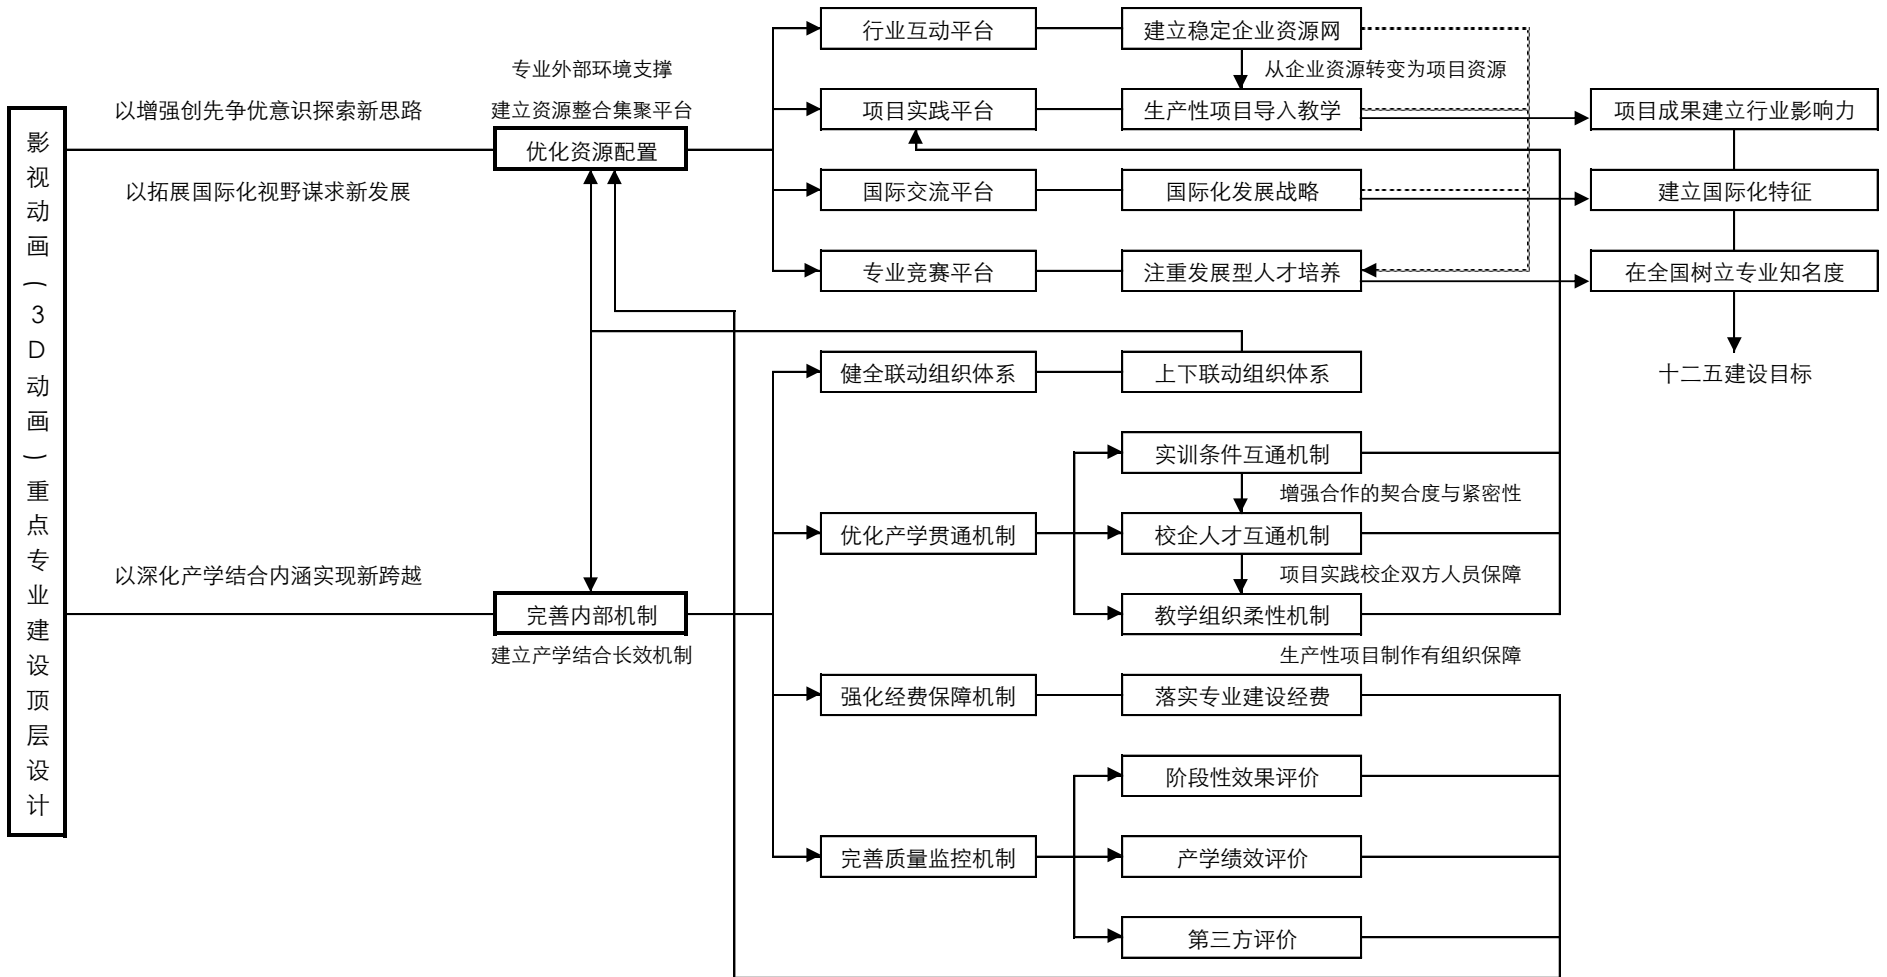 影视动画(3D动画)重点专业建设顶层设计
以增强创先争优意识探索新思路
以拓展国际化视野谋求新发展
以深化产学结合内涵实现新跨越
专业外部环境支撑
建立资源整合集聚平台
优化资源配置
完善内部机制
建立产学结合长效机制
行业互动平台
建立稳定企业资源网
从企业资源转变为项目资源
项目实践平台
生产性项目导入教学
项目成果建立行业影响力
国际交流平台
国际化发展战略
建立国际化特征
专业竞赛平台
注重发展型人才培养
在全国树立专业知名度
十二五建设目标
健全联动组织体系
上下联动组织体系
实训条件互通机制
增强合作的契合度与紧密性
优化产学贯通机制
校企人才互通机制
项目实践校企双方人员保障
教学组织柔性机制
生产性项目制作有组织保障
强化经费保障机制
落实专业建设经费
阶段性效果评价
完善质量监控机制
产学绩效评价
第三方评价